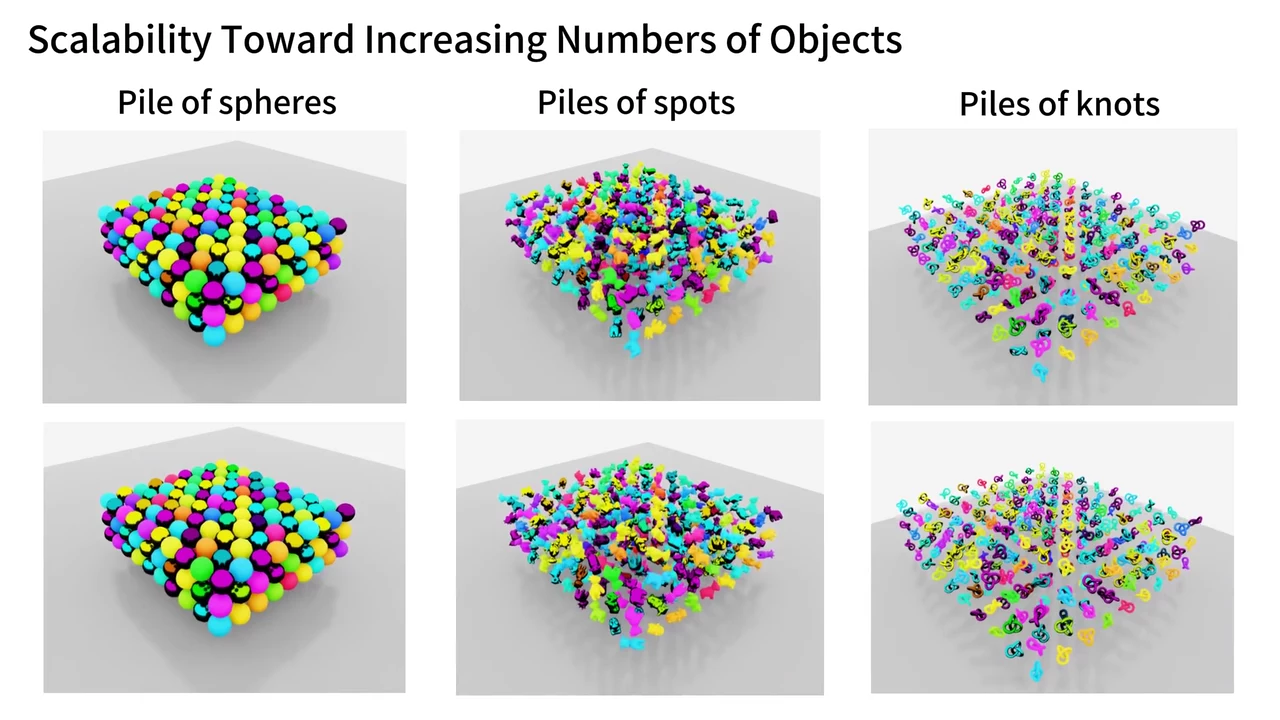 Scalability Toward Increasing Numbers of Objects
Pile of spheres
Piles of spots
Piles of knots